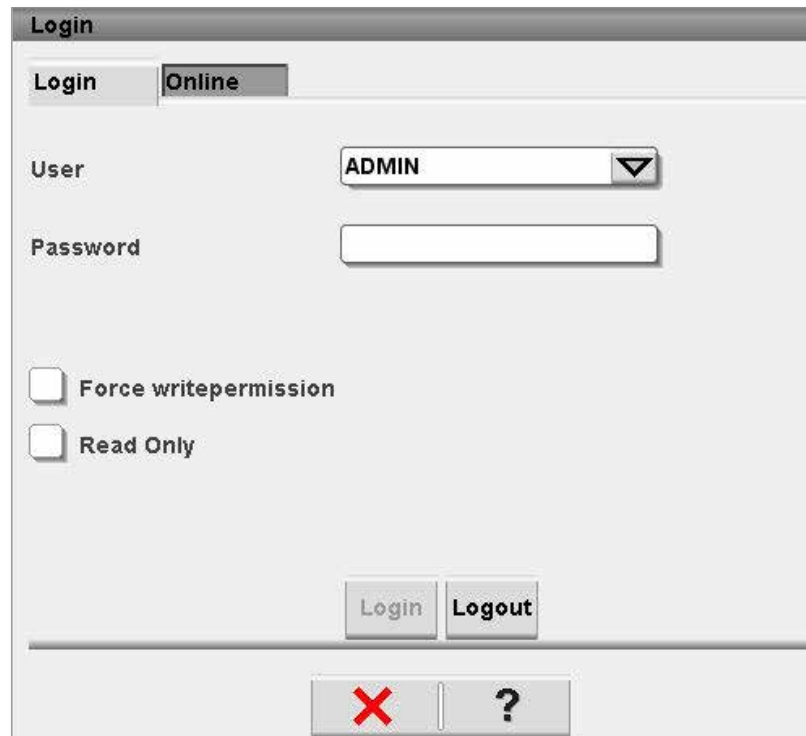 Login
Login Online
User ADMIN
Password
Force writepermission
Read Only
Login Logout
?